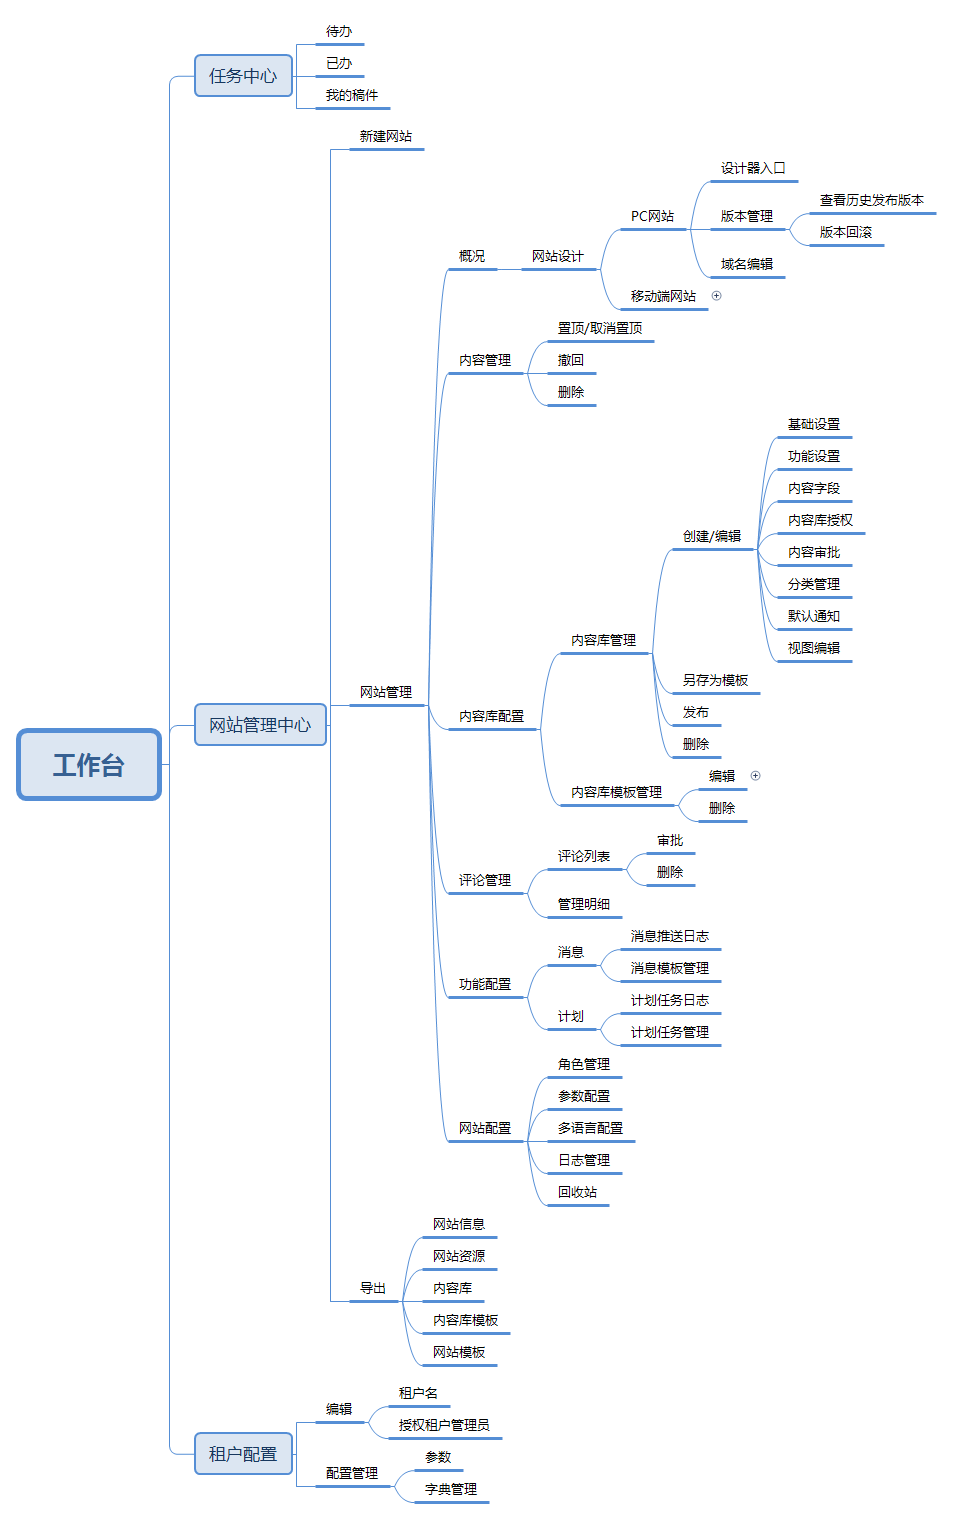 工作台
任务中心
待办
已办
我的稿件
网站管理中心
新建网站
网站管理
概况
网站设计
PC网站
设计器入口
版本管理
查看历史发布版本
版本回滚
域名编辑
移动端网站
内容管理
置顶/取消置顶
撤回
删除
内容库配置
内容库管理
创建/编辑
基础设置
功能设置
内容字段
内容库授权
内容审批
分类管理
默认通知
视图编辑
另存为模板
发布
删除
内容库模板管理
编辑
删除
评论管理
评论列表
审批
删除
管理明细
功能配置
消息
消息推送日志
消息模板管理
计划
计划任务日志
计划任务管理
网站配置
角色管理
参数配置
多语言配置
日志管理
回收站
导出
网站信息
网站资源
内容库
内容库模板
网站模板
租户配置
编辑
租户名
授权租户管理员
配置管理
参数
字典管理